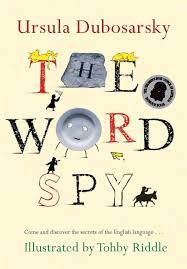 Ursula Dubosarsky
THE
WORD
SPY
Come and discover the secrets of the English language . . .
Illustrated by Tohby Riddle